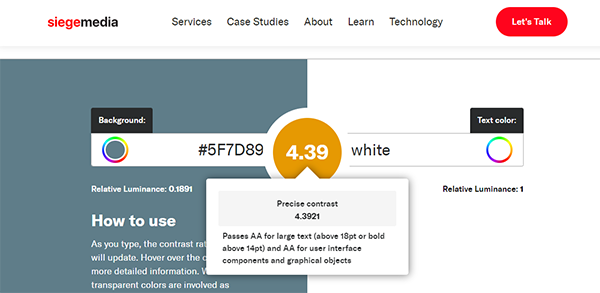 siegemedia
Services Case Studies About Learn Technology
Let's Talk
Background:
Text color:
#5F7D89
4.39
white
Relative Luminance: 0.1891
Relative Luminance: 1
Precise contrast
4.3921
Passes AA for large text (above 18pt or bold
above 14pt) and AA for user interface
components and graphical objects
How to use
As you type, the contrast rat
will update. Hover over the c
more detailed information. W
transparent colors are involved as